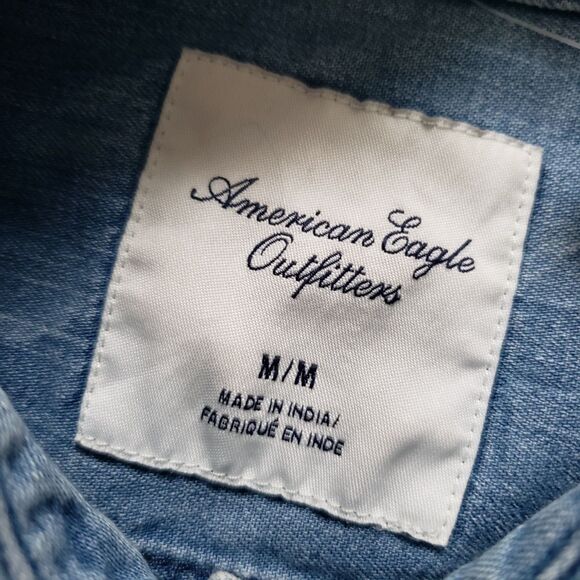 American Eagle
Outfitters
M/M
MADE IN INDIA/
FABRIQUÉ EN INDE